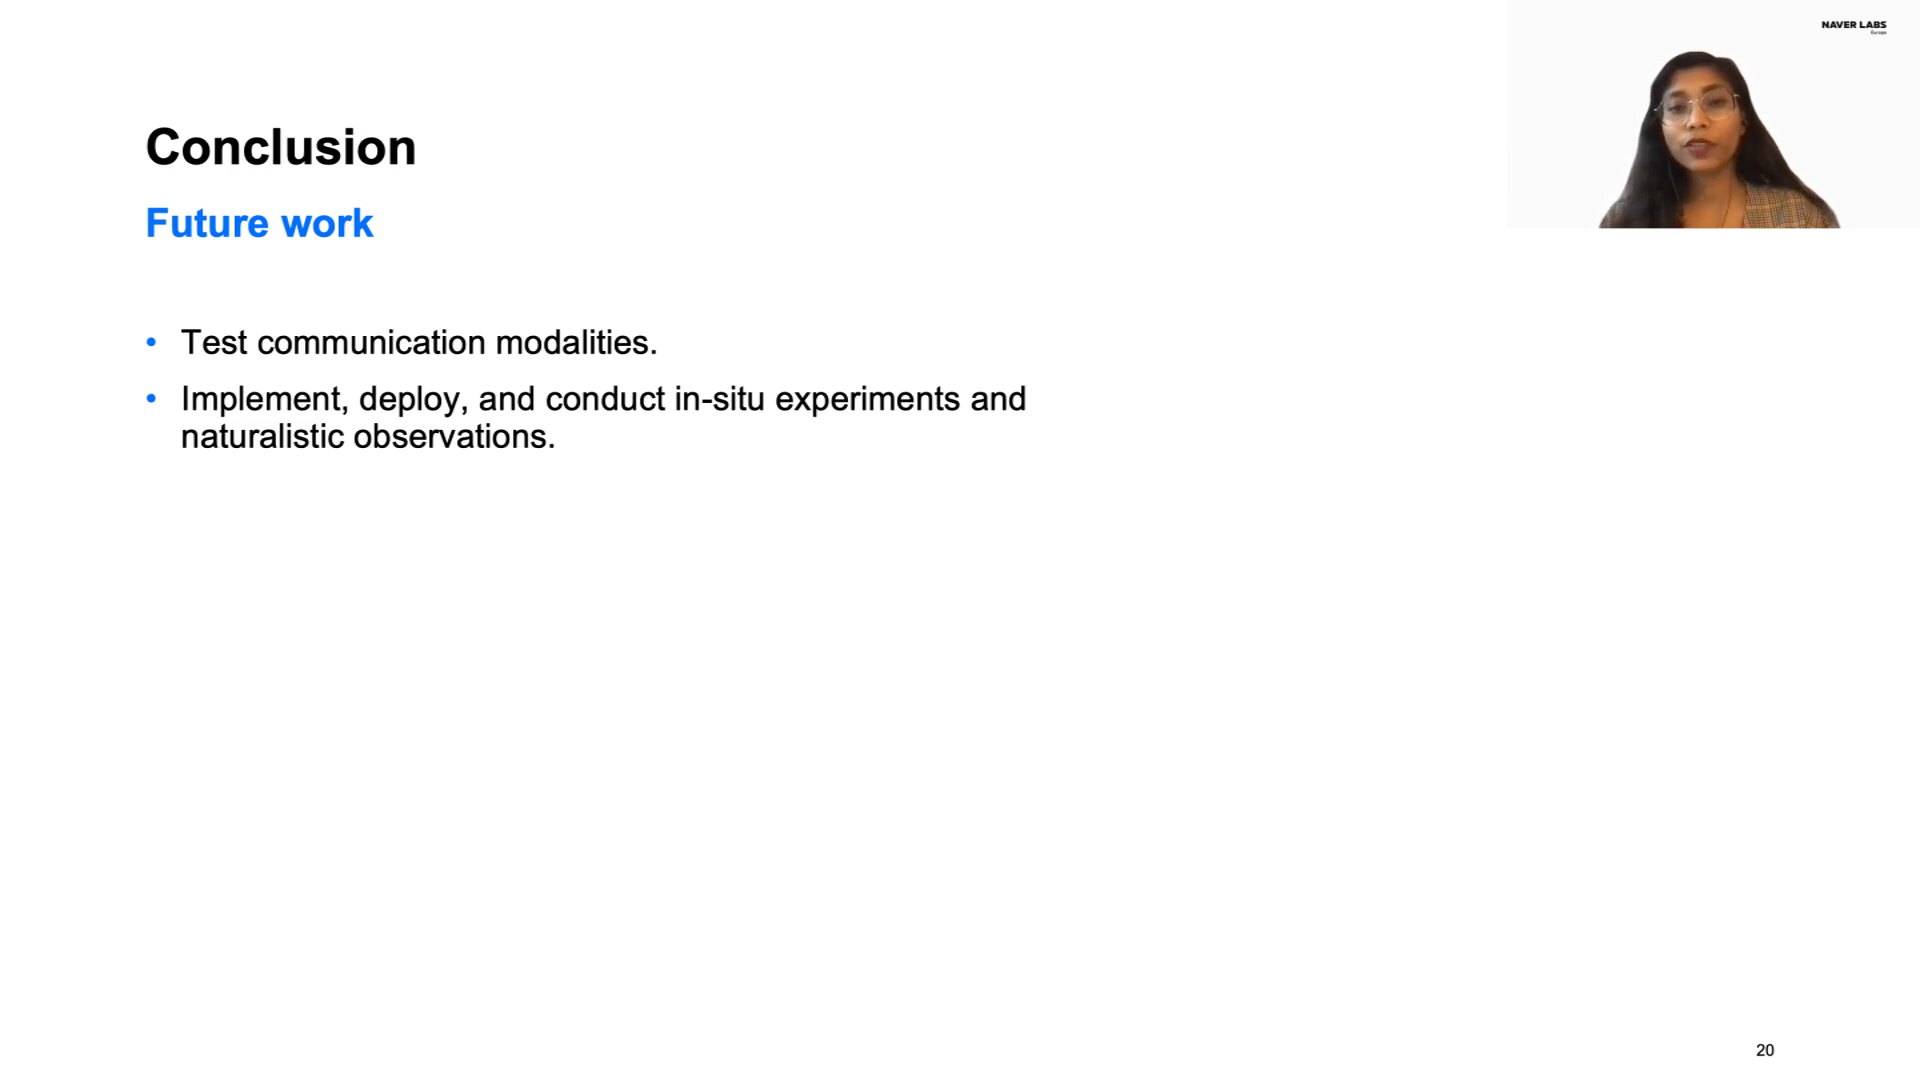 NAVER LABS
Europe
Conclusion
Future work
• Test communication modalities.
• Implement, deploy, and conduct in-situ experiments and
naturalistic observations.
20